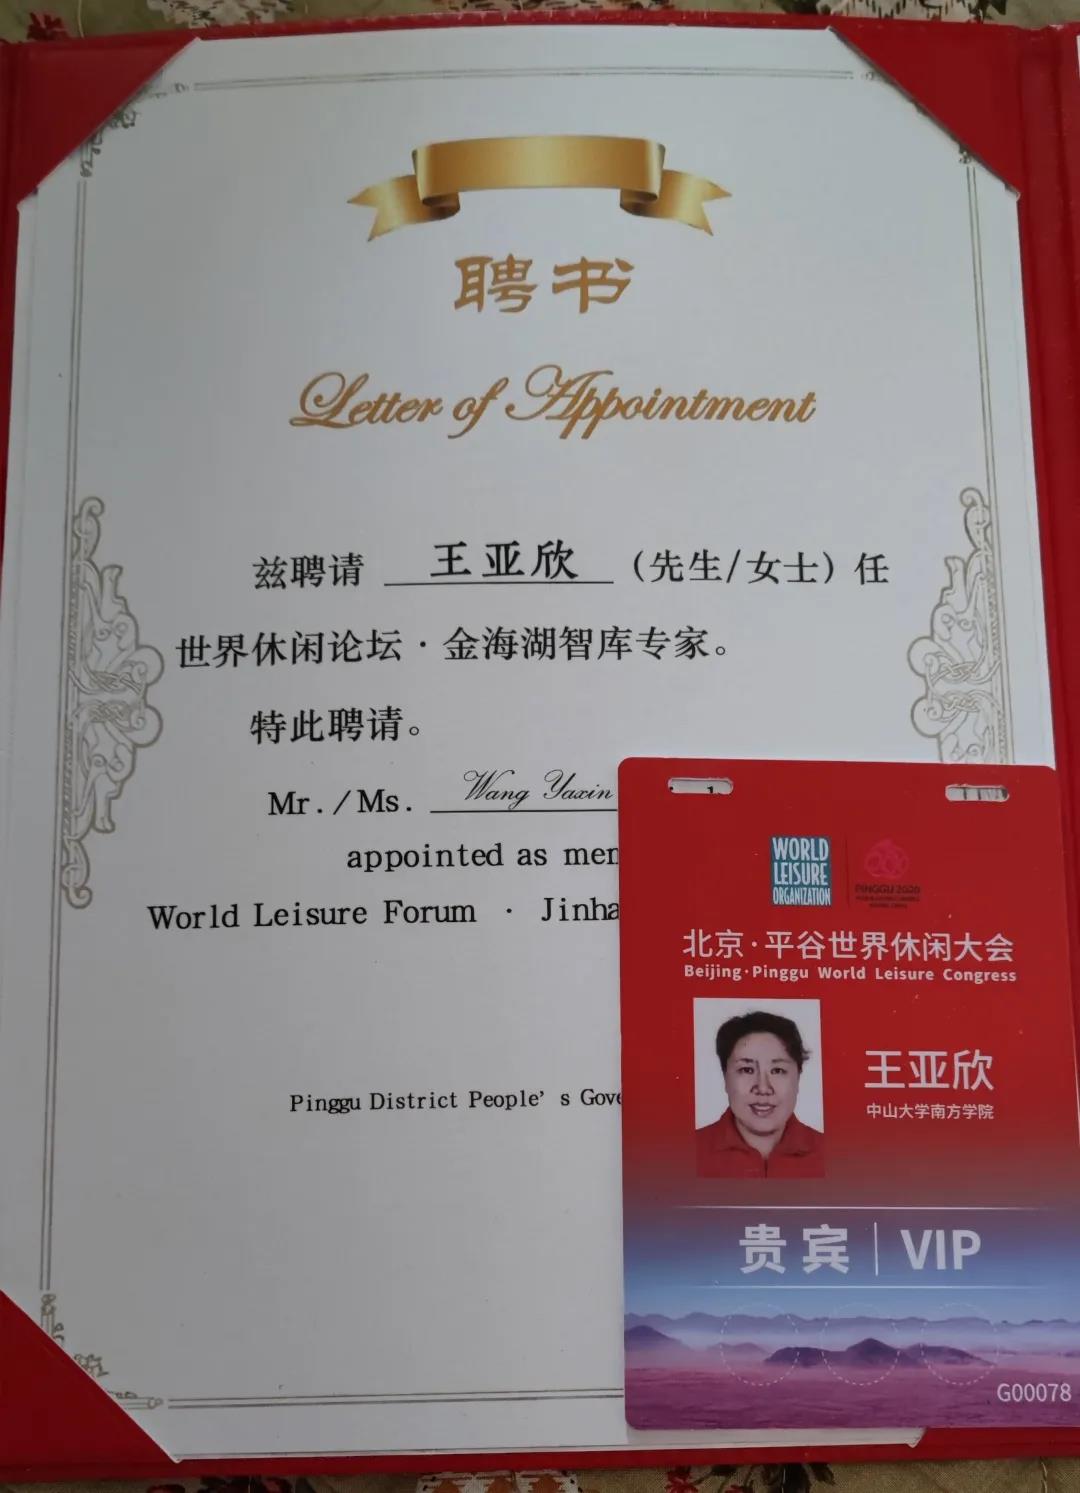 聘书
Letter of Appointment
兹聘请 王亚欣 （先生/女士）任
世界休闲论坛·金海湖智库专家。
特此聘请。
Mr./Ms. Wang Yaxin
appointed as mem
World Leisure Forum · Jinha
Pinggu District People's Gove
WORLD
LEISURE
ORGANIZATION
PINGGU 2020
北京·平谷世界休闲大会
Beijing·Pinggu World Leisure Congress
王亚欣
中山大学南方学院
贵宾 | VIP
G00078